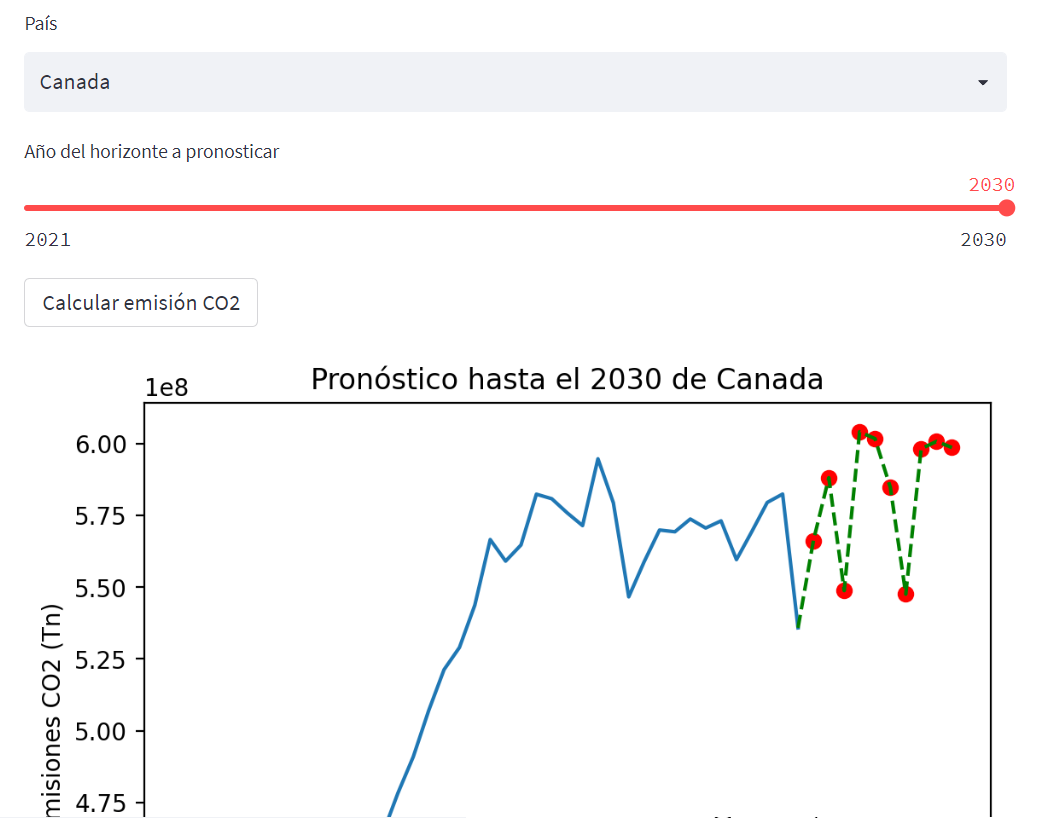 País
Canada
Año del horizonte a pronosticar
2030
2021
2030
Calcular emisión CO2
Pronóstico hasta el 2030 de Canada
1e8
6.00
5.75
5.50
5.25
5.00
4.75
misiones CO2 (Tn)